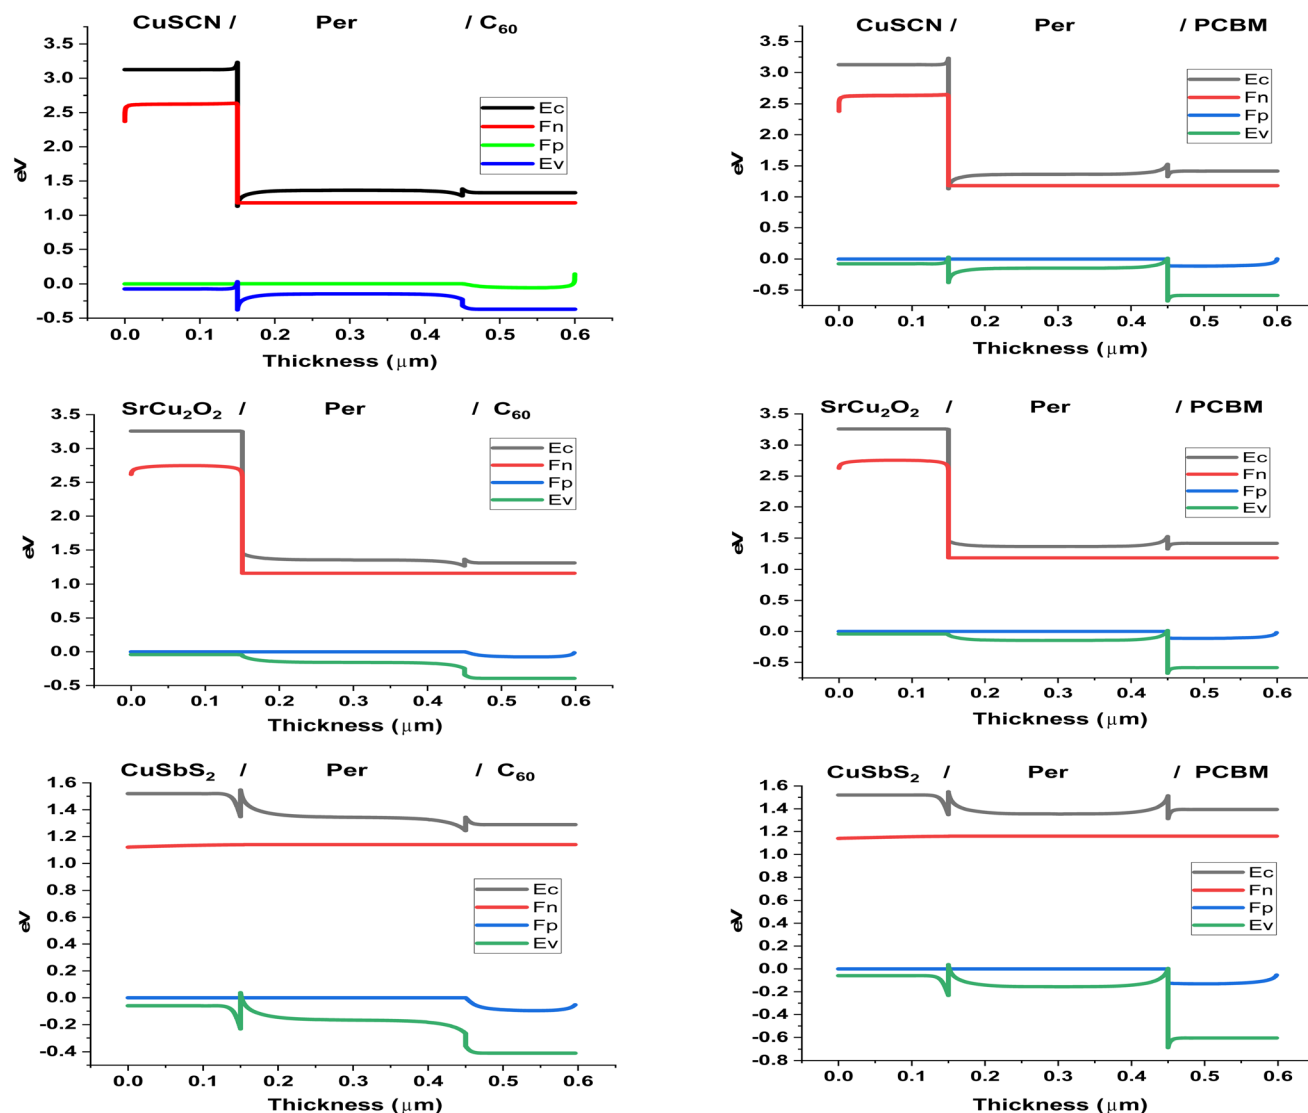 CuSCN / Per / C₆₀
3.5
3.0
2.5
2.0
1.5
1.0
0.5
0.0
-0.5
eV
Ec
Fn
Fp
Ev
0.0 0.1 0.2 0.3 0.4 0.5 0.6
Thickness (μm)
CuSCN / Per / PCBM
3.5
3.0
2.5
2.0
1.5
1.0
0.5
0.0
-0.5
eV
Ec
Fn
Fp
Ev
0.0 0.1 0.2 0.3 0.4 0.5 0.6
Thickness (μm)
SrCu₂O₂ / Per / C₆₀
3.5
3.0
2.5
2.0
1.5
1.0
0.5
0.0
-0.5
eV
Ec
Fn
Fp
Ev
0.0 0.1 0.2 0.3 0.4 0.5 0.6
Thickness (μm)
SrCu₂O₂ / Per / PCBM
3.5
3.0
2.5
2.0
1.5
1.0
0.5
0.0
-0.5
eV
Ec
Fn
Fp
Ev
0.0 0.1 0.2 0.3 0.4 0.5 0.6
Thickness (μm)
CuSbS₂ / Per / C₆₀
1.6
1.4
1.2
1.0
0.8
0.6
0.4
0.2
0.0
-0.2
-0.4
eV
Ec
Fn
Fp
Ev
0.0 0.1 0.2 0.3 0.4 0.5 0.6
Thickness (μm)
CuSbS₂ / Per / PCBM
1.6
1.4
1.2
1.0
0.8
0.6
0.4
0.2
0.0
-0.2
-0.4
-0.6
-0.8
eV
Ec
Fn
Fp
Ev
0.0 0.1 0.2 0.3 0.4 0.5 0.6
Thickness (μm)